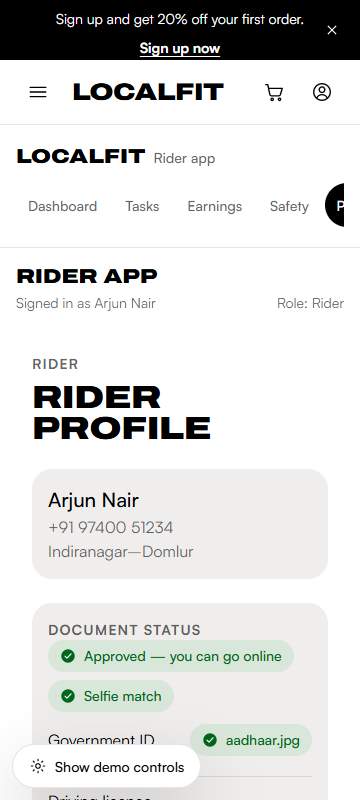 Sign up and get 20% off your first order.
Sign up now
LOCALFIT
LOCALFIT Rider app
Dashboard Tasks Earnings Safety P
RIDER APP
Signed in as Arjun Nair Role: Rider
RIDER
RIDER
PROFILE
Arjun Nair
+91 97400 51234
Indiranagar—Domlur
DOCUMENT STATUS
Approved — you can go online
Selfie match
Government ID aadhaar.jpg
Show demo controls
Driving licence